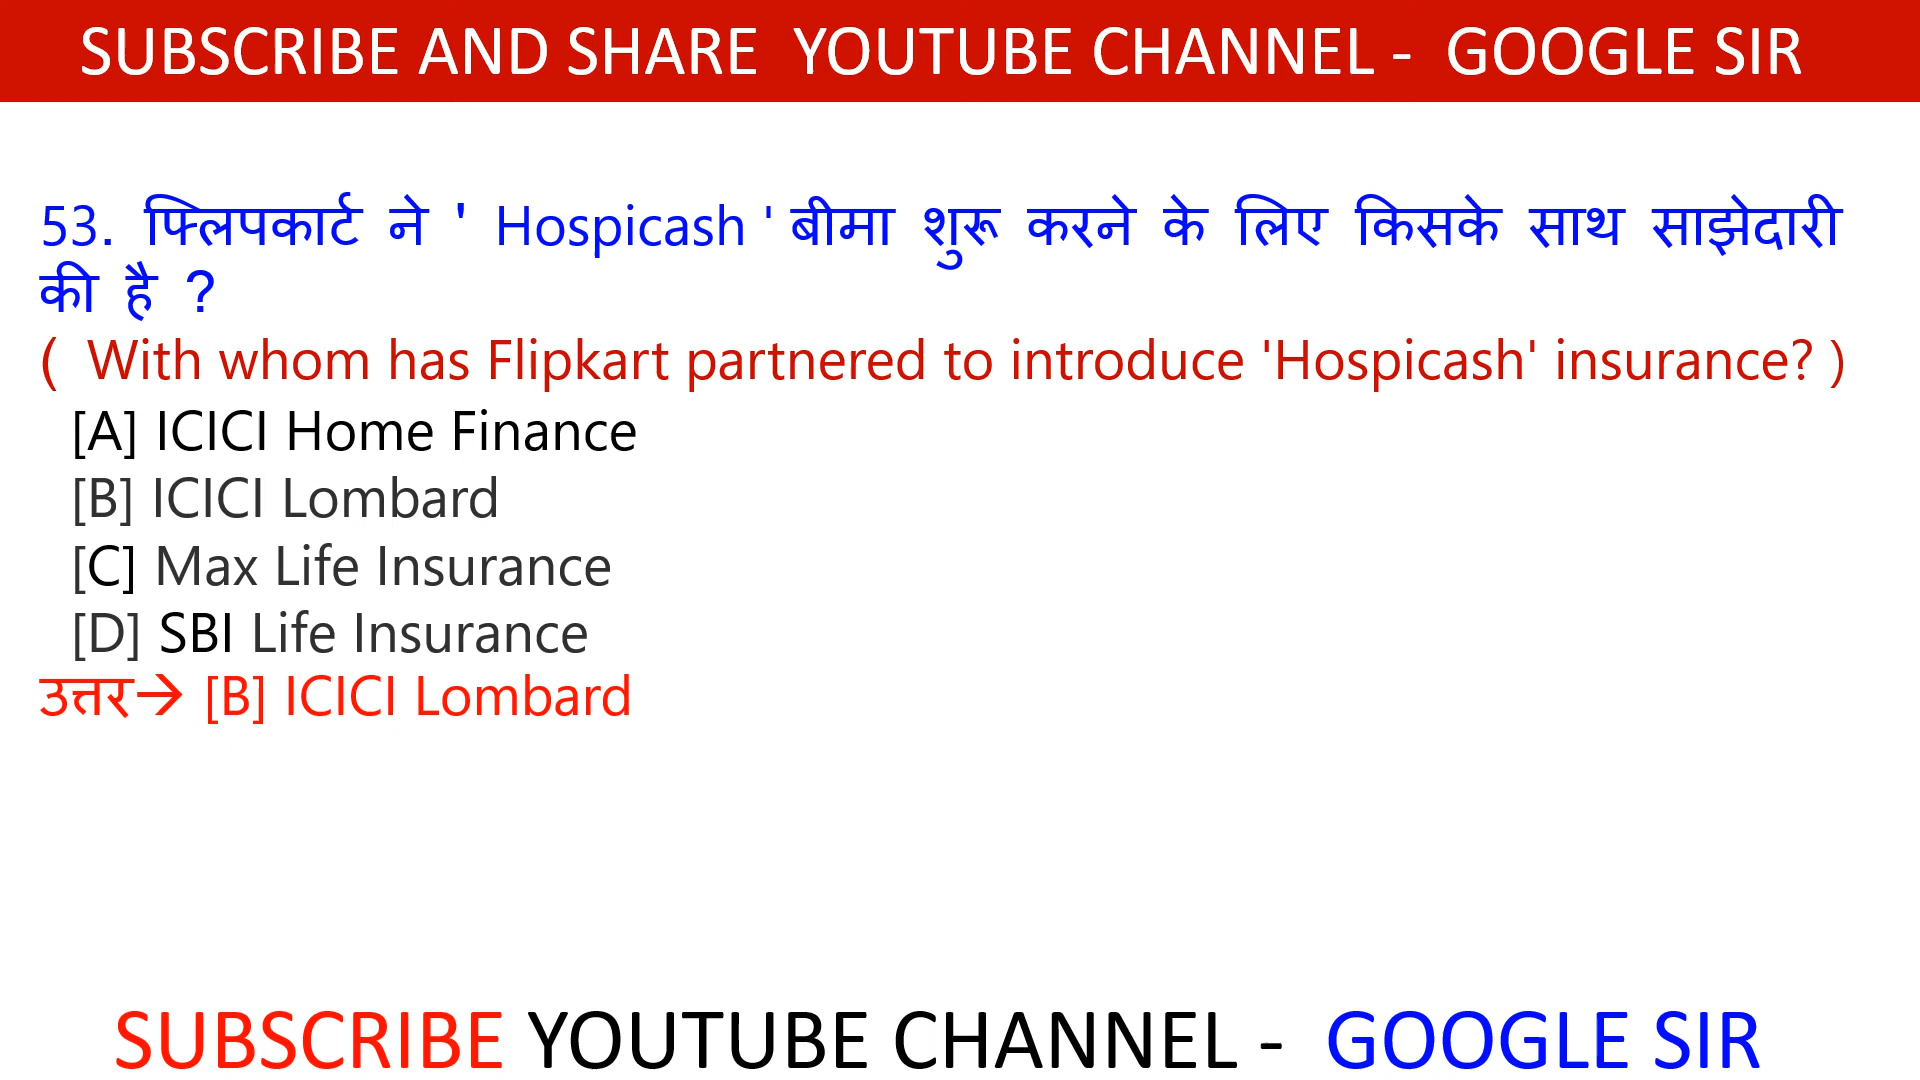 SUBSCRIBE AND SHARE YOUTUBE CHANNEL - GOOGLE SIR
53. फ्लिपकार्ट ने ' Hospicash ' बीमा शुरू करने के लिए किसके साथ साझेदारी
की है ?
( With whom has Flipkart partnered to introduce 'Hospicash' insurance? )
[A] ICICI Home Finance
[B] ICICI Lombard
[C] Max Life Insurance
[D] SBI Life Insurance
उत्तर→ [B] ICICI Lombard
SUBSCRIBE YOUTUBE CHANNEL - GOOGLE SIR